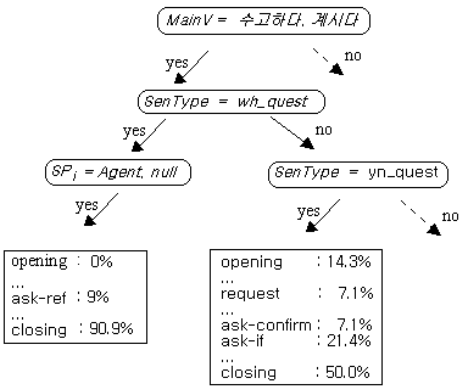 MainV = 수고하다, 계시다
yes
no
SenType = wh_quest
yes
no
SPi = Agent, null
SenType = yn_quest
yes
yes
no
opening : 0%
...
ask-ref : 9%
...
closing : 90.9%
opening : 14.3%
...
request : 7.1%
...
ask-confirm : 7.1%
ask-if : 21.4%
...
closing : 50.0%